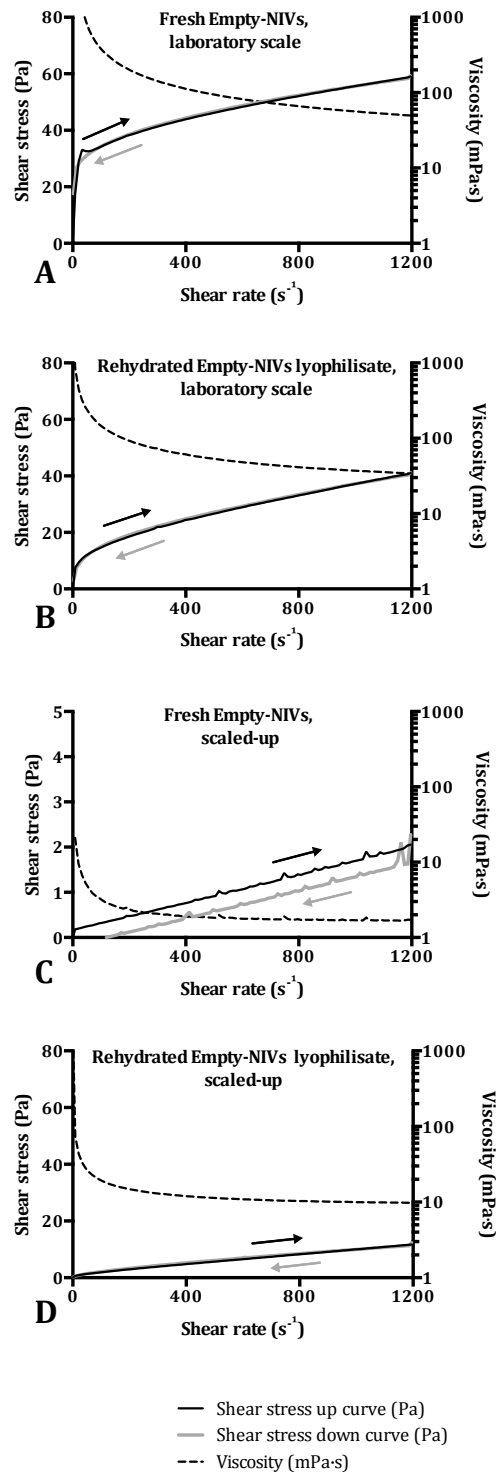 Fresh Empty-NIVs,
laboratory scale
Shear stress (Pa)
80
60
40
20
0
Viscosity (mPa·s)
1000
100
10
1
0 400 800 1200
Shear rate (s⁻¹)
A
Rehydrated Empty-NIVs lyophilisate,
laboratory scale
Shear stress (Pa)
80
60
40
20
0
Viscosity (mPa·s)
1000
100
10
1
0 400 800 1200
Shear rate (s⁻¹)
B
Fresh Empty-NIVs,
scaled-up
Shear stress (Pa)
5
4
3
2
1
0
Viscosity (mPa·s)
1000
100
10
1
0 400 800 1200
Shear rate (s⁻¹)
C
Rehydrated Empty-NIVs lyophilisate,
scaled-up
Shear stress (Pa)
80
60
40
20
0
Viscosity (mPa·s)
1000
100
10
1
0 400 800 1200
Shear rate (s⁻¹)
D
Shear stress up curve (Pa)
Shear stress down curve (Pa)
Viscosity (mPa·s)